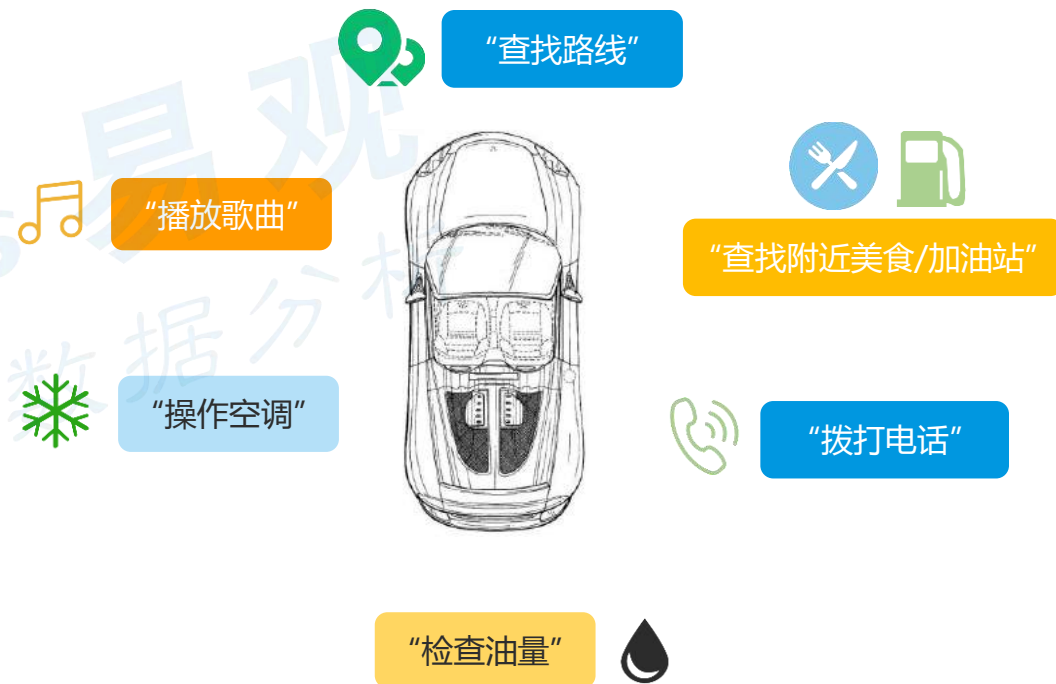 “查找路线”
“播放歌曲”
“查找附近美食/加油站”
“操作空调”
“拨打电话”
“检查油量”
易观
数据分析